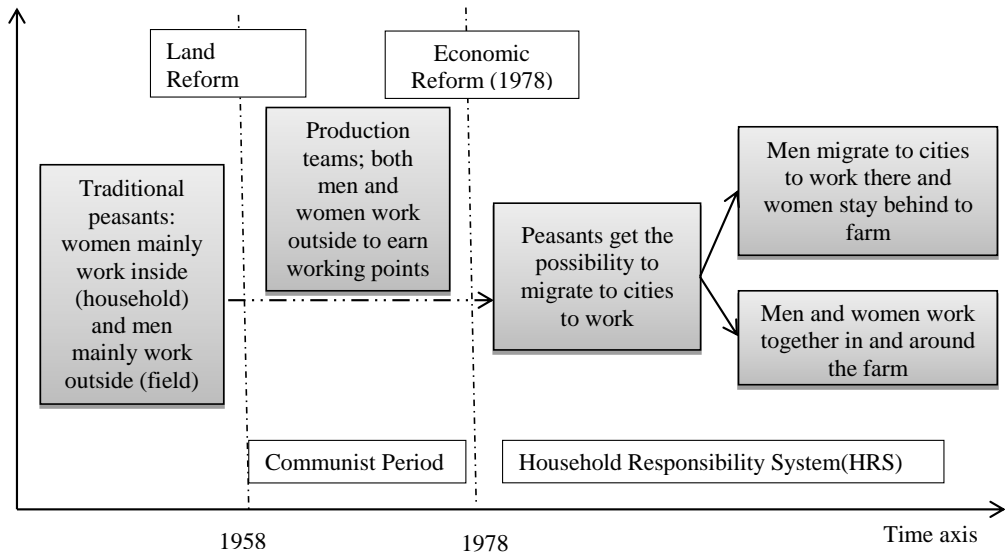 Land
Reform
Economic
Reform (1978)
Traditional
peasants:
women mainly
work inside
(household)
and men
mainly work
outside (field)
Production
teams; both
men and
women work
outside to earn
working points
Peasants get the
possibility to
migrate to cities
to work
Men migrate to cities
to work there and
women stay behind to
farm
Men and women work
together in and around
the farm
Communist Period
Household Responsibility System(HRS)
1958
1978
Time axis